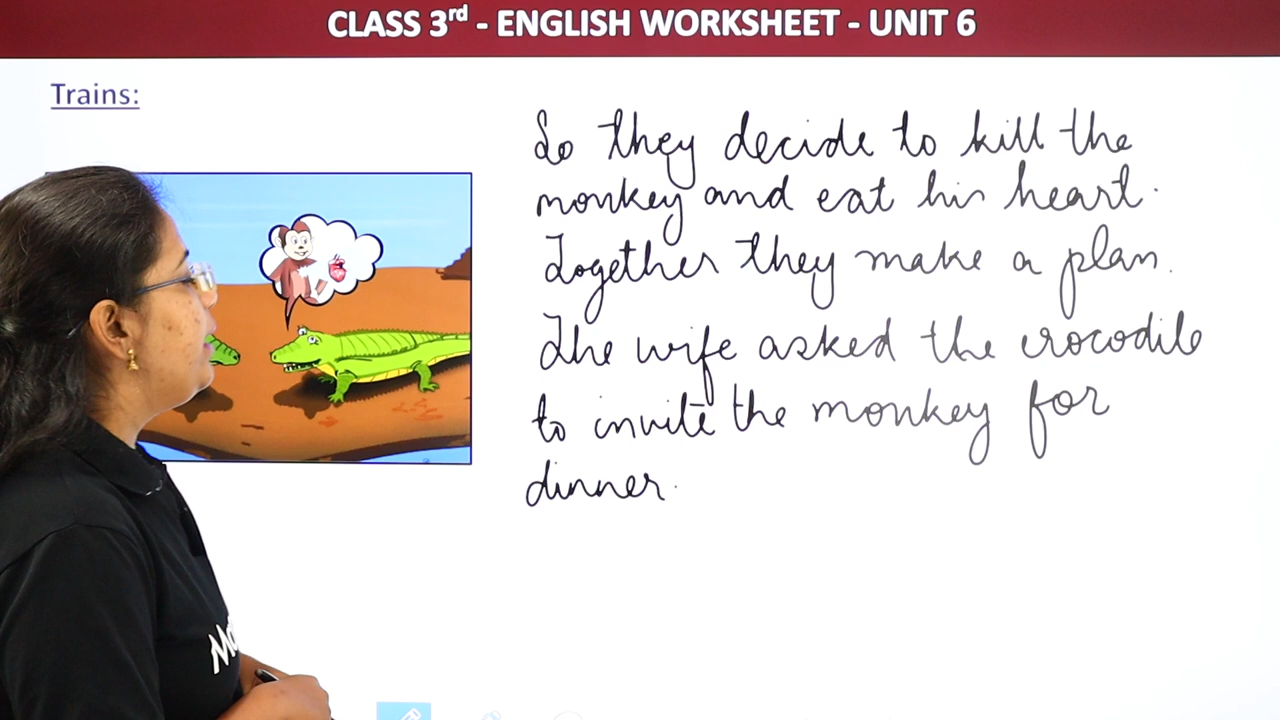 CLASS 3rd - ENGLISH WORKSHEET - UNIT 6
Trains:
So they decide to kill the
monkey and eat his heart.
Together they make a plan.
The wife asked the crocodile
to invite the monkey for
dinner.